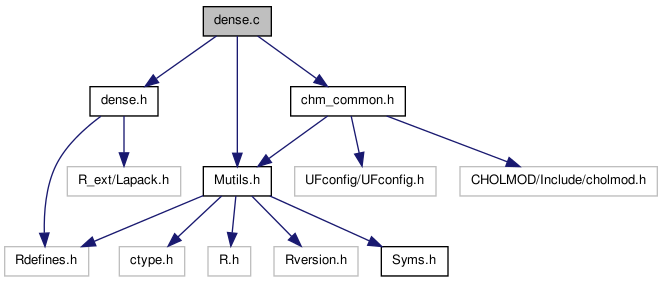 dense.c
dense.h
chm_common.h
R_ext/Lapack.h
Mutils.h
UFconfig/UFconfig.h
CHOLMOD/Include/cholmod.h
Rdefines.h
ctype.h
R.h
Rversion.h
Syms.h